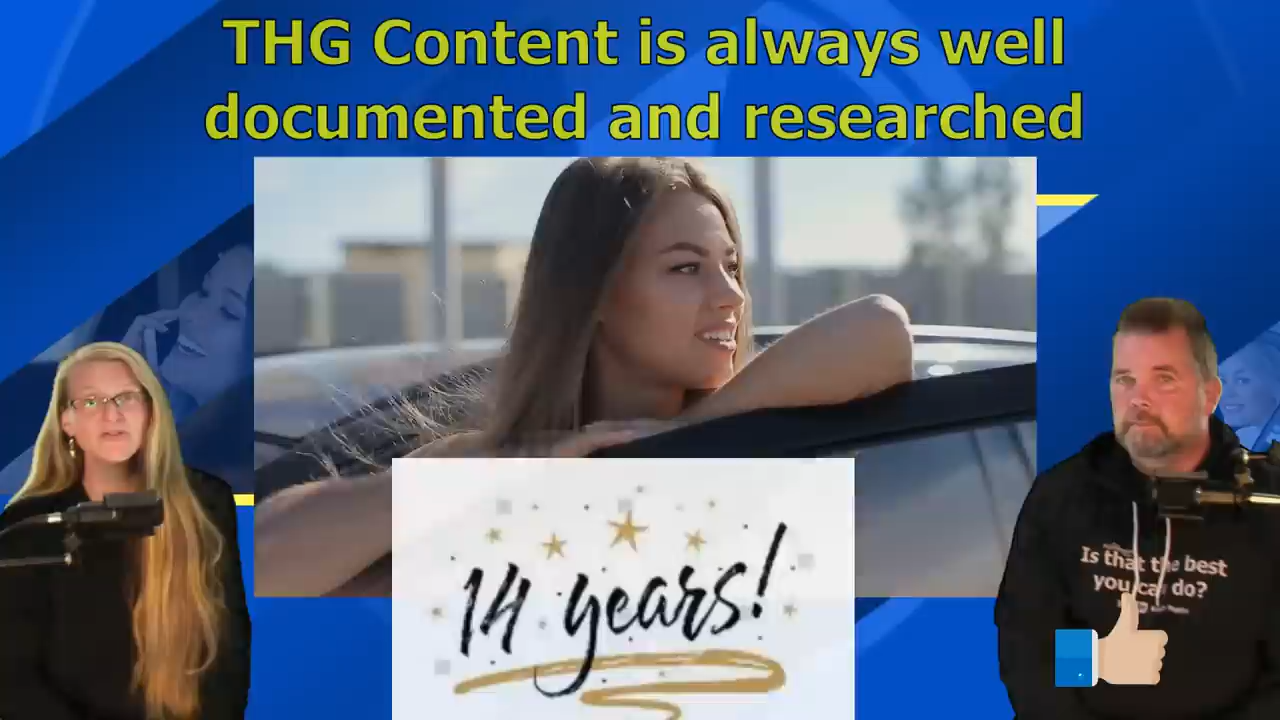 THG Content is always well
documented and researched
14 years!
Is that the best
you can do?